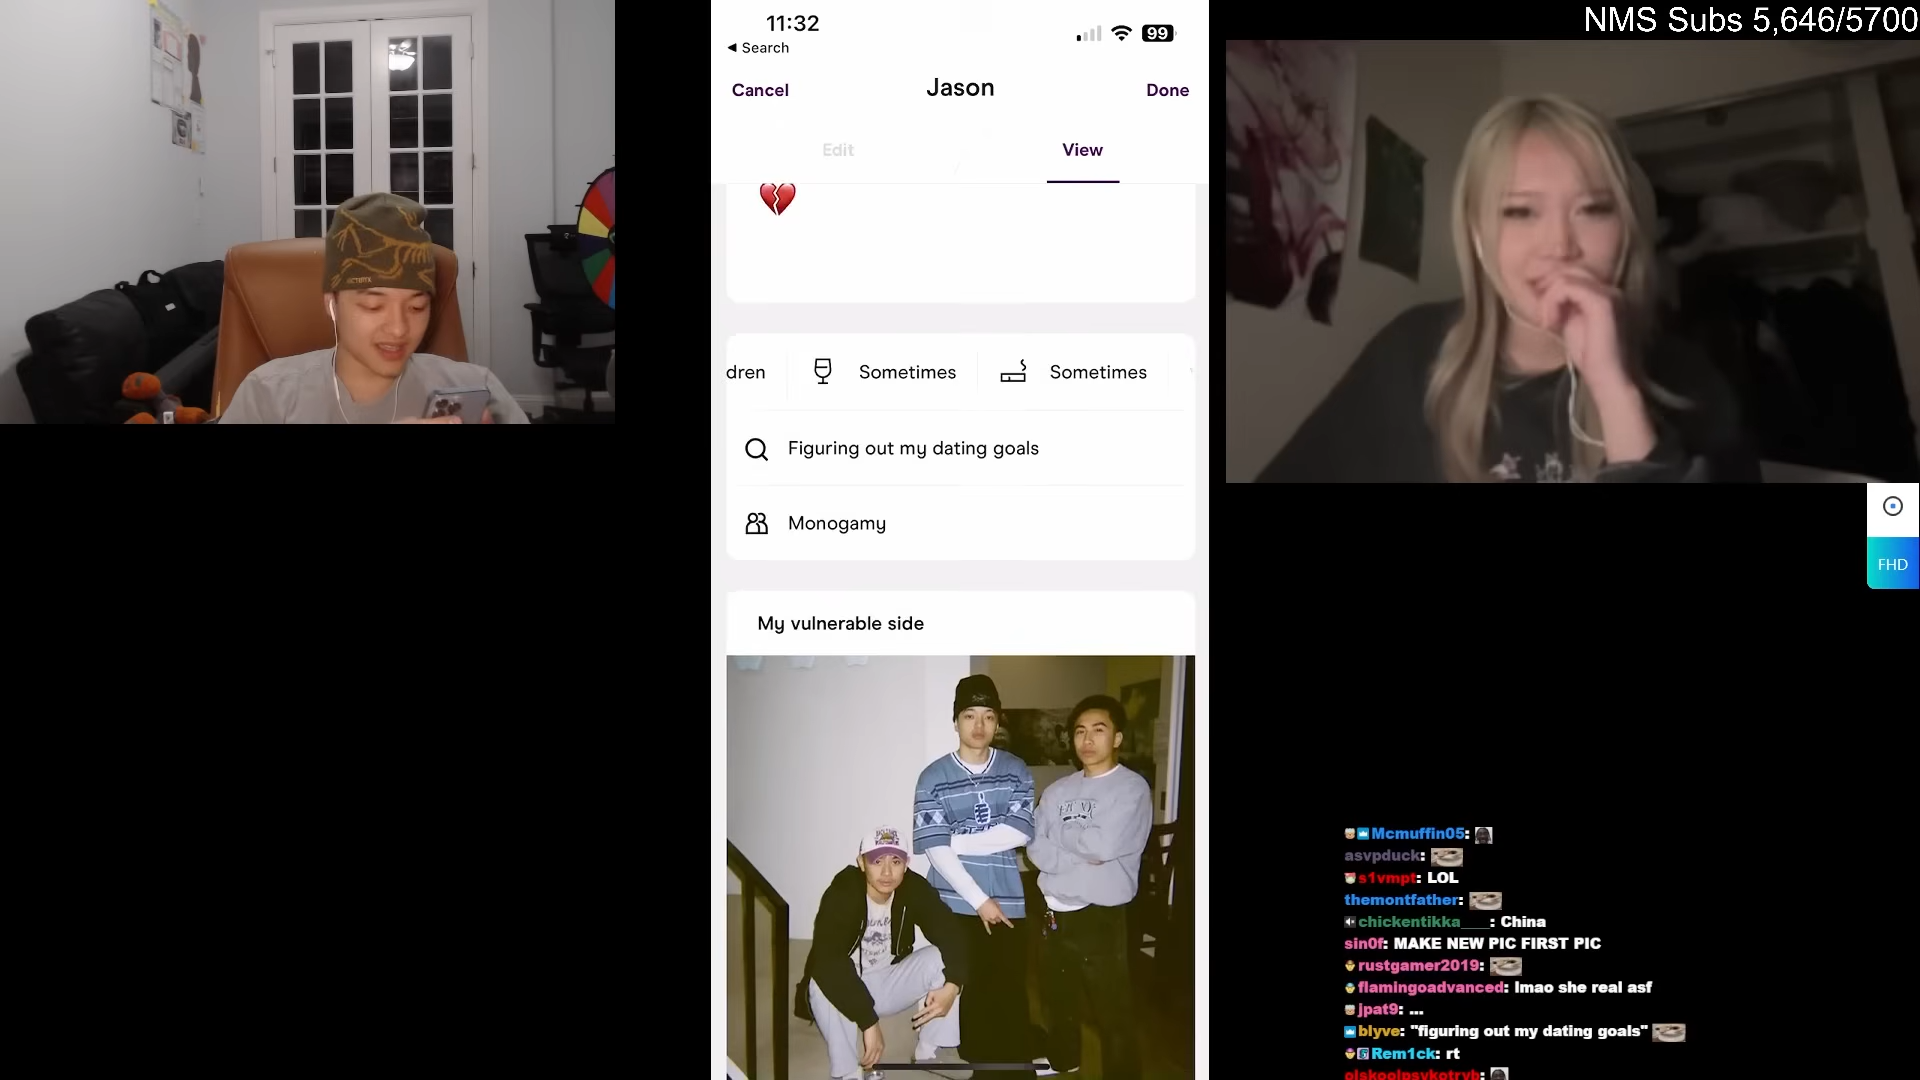 NMS Subs 5,646/5700
11:32
Search
99
Cancel
Jason
Done
Edit
View
dren
Sometimes
Sometimes
Figuring out my dating goals
Monogamy
My vulnerable side
FHD
Mcmuffin05:
asvpduck:
s1vmpt: LOL
themontfather:
chickentikka____: China
sin0f: MAKE NEW PIC FIRST PIC
rustgamer2019:
flamingoadvanced: lmao she real asf
jpat9: ...
blyve: "figuring out my dating goals"
Rem1ck: rt